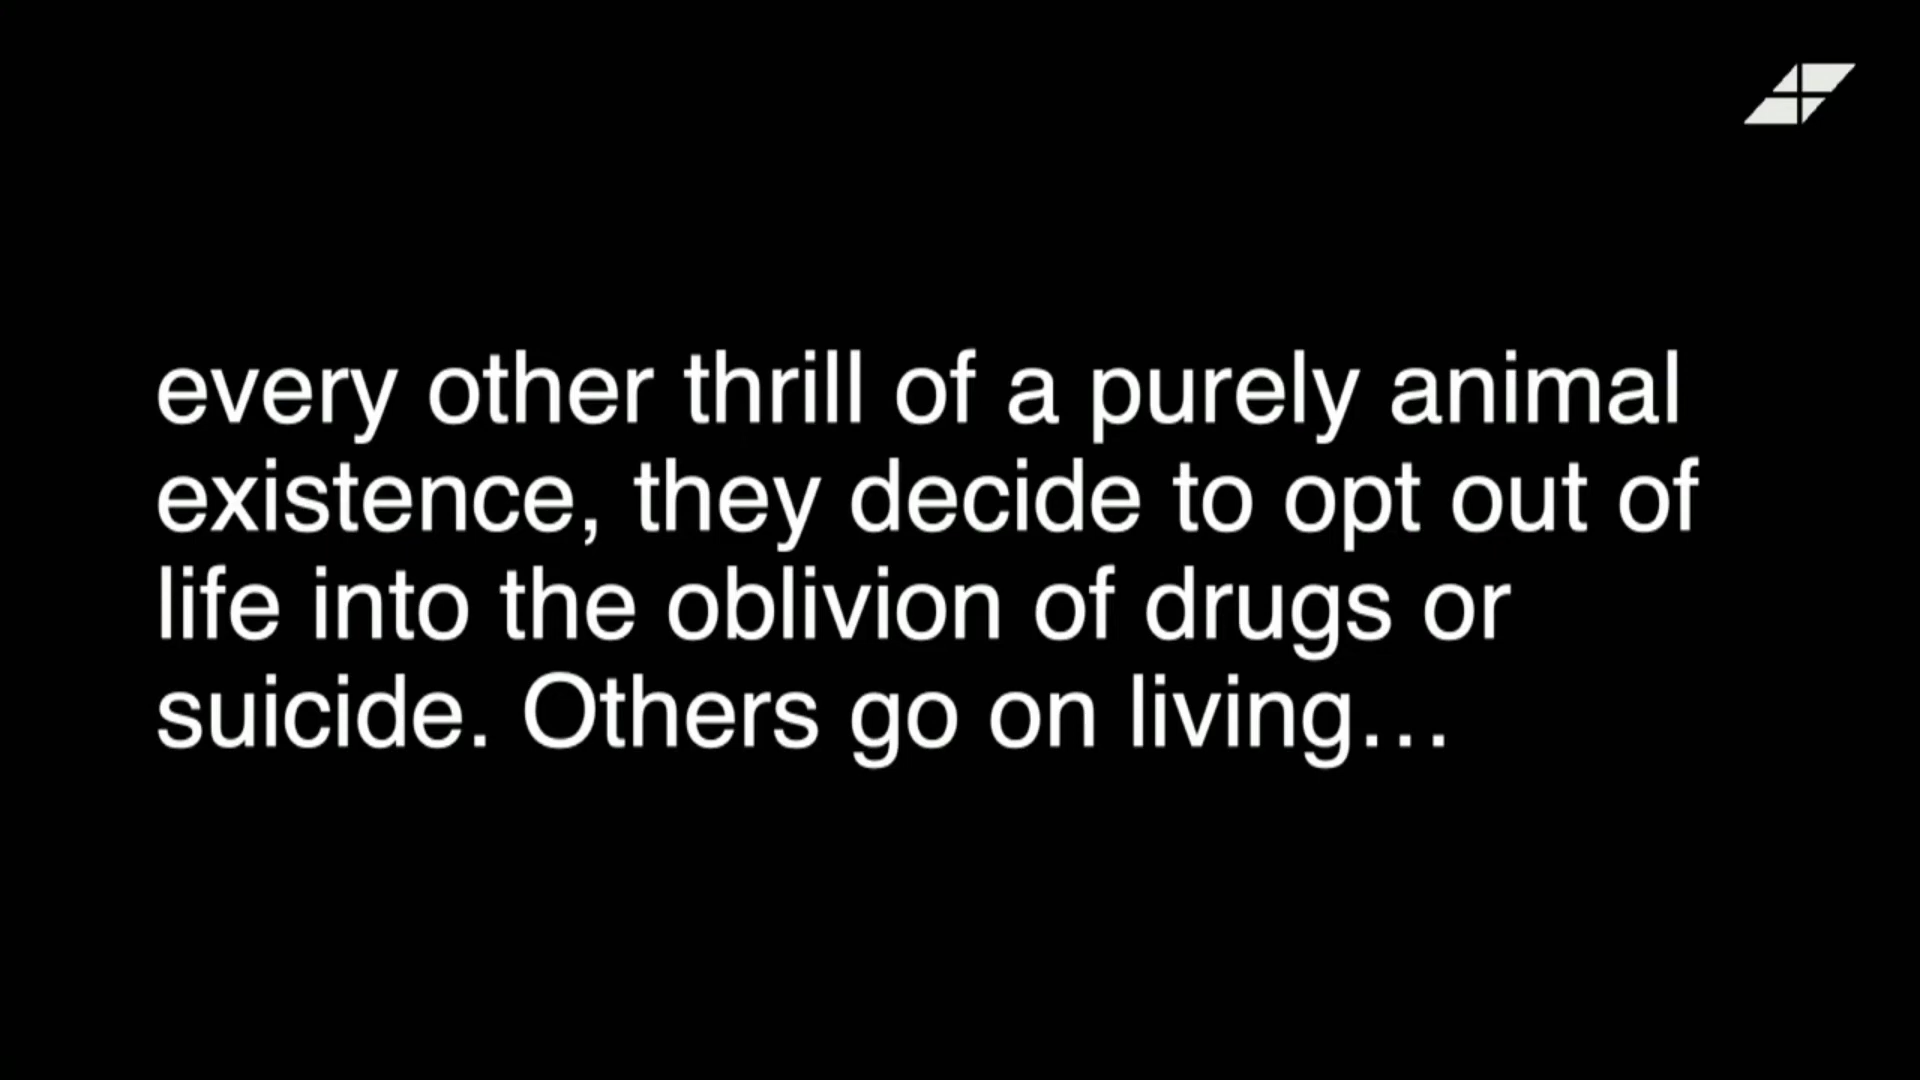 every other thrill of a purely animal
existence, they decide to opt out of
life into the oblivion of drugs or
suicide. Others go on living…